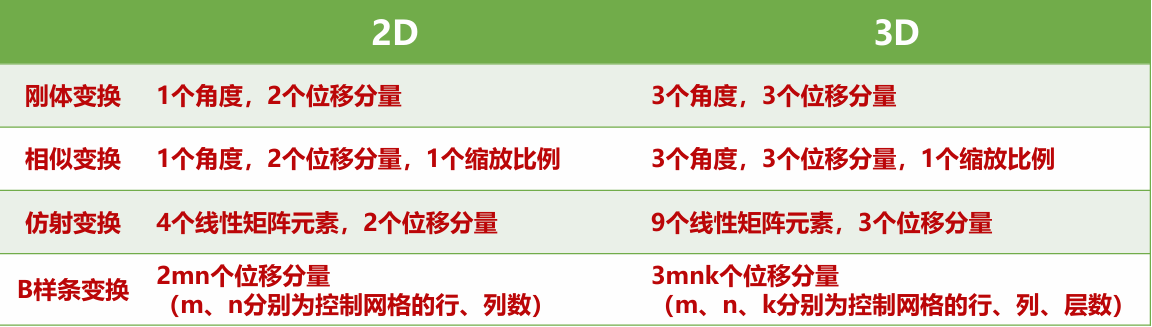 2D 3D
刚体变换 1个角度，2个位移分量 3个角度，3个位移分量
相似变换 1个角度，2个位移分量，1个缩放比例 3个角度，3个位移分量，1个缩放比例
仿射变换 4个线性矩阵元素，2个位移分量 9个线性矩阵元素，3个位移分量
B样条变换 2mn个位移分量 3mnk个位移分量
（m、n分别为控制网格的行、列数） （m、n、k分别为控制网格的行、列、层数）